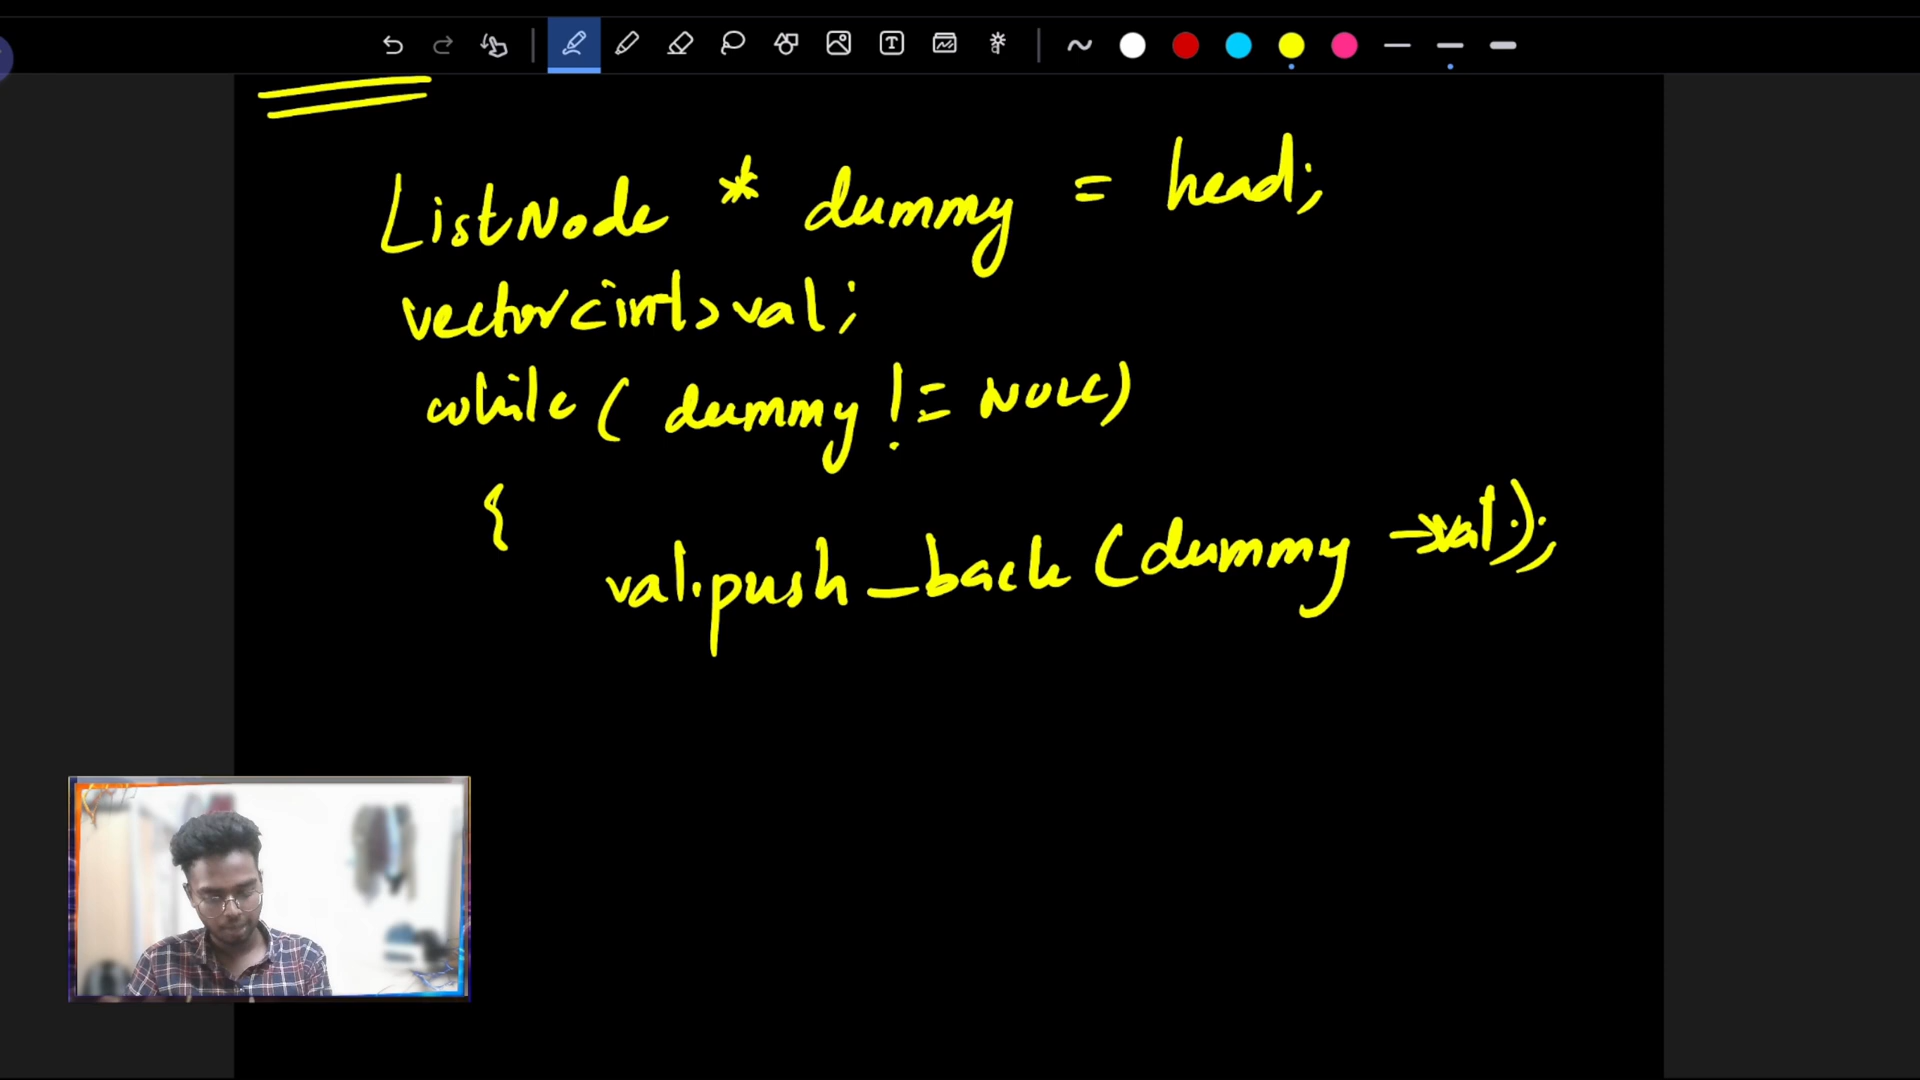 ListNode * dummy = head;
vector<int>val;
while ( dummy != NULL)
{
val.push_back (dummy ->val);